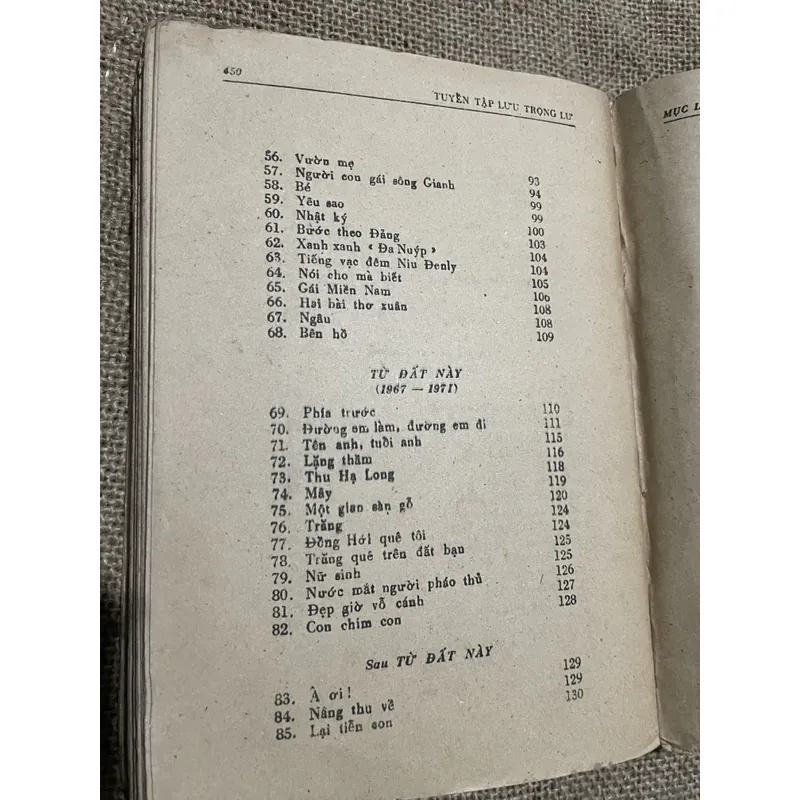 450
TUYỂN TẬP LƯU TRỌNG LƯ
56. Vườn mẹ 93
57. Người con gái sông Gianh 94
58. Bé 99
59. Yêu sao 99
60. Nhật ký 100
61. Bước theo Đảng 103
62. Xanh xanh « Đa Nuýp » 104
63. Tiếng vạc đêm Niu Đenly 104
64. Nói cho mà biết 105
65. Gái Miền Nam 106
66. Hai bài thơ xuân 108
67. Ngâu 108
68. Bên hồ 109
TỪ ĐẤT NÀY
(1967 — 1971)
69. Phía trước 110
70. Đường em làm, đường em đi 111
71. Tên anh, tuổi anh 115
72. Lặng thầm 116
73. Thu Hạ Long 118
74. Mây 119
75. Một gian sàn gỗ 120
76. Trăng 124
77. Đồng Hới quê tôi 124
78. Trăng quê trên đất bạn 125
79. Nữ sinh 125
80. Nước mắt người pháo thủ 126
81. Đẹp giờ vỗ cánh 127
82. Con chim con 128
Sau TỪ ĐẤT NÀY
83. À ơi ! 129
84. Nâng thu về 129
85. Lại tiễn con 130
MỤC L